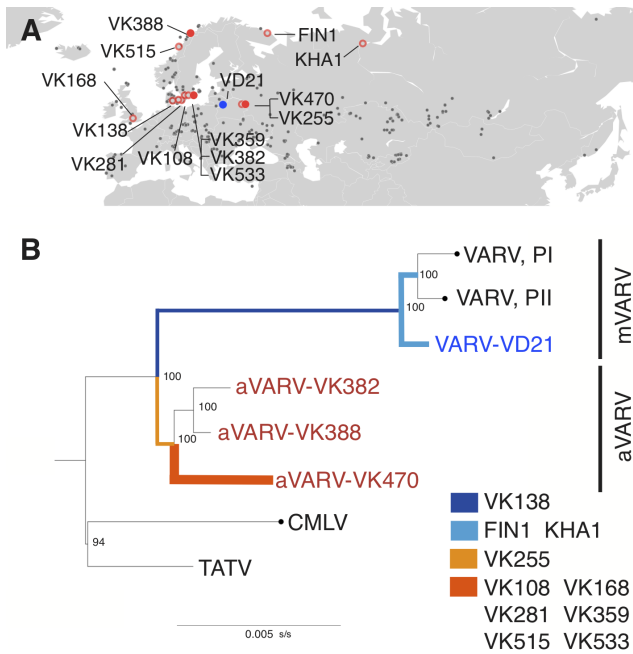 A
VK388
VK515
FIN1
KHA1
VK168
VD21
VK470
VK255
VK138
VK281
VK108
VK359
VK382
VK533
B
VARV, PI
100
100
VARV, PII
VARV-VD21
mVARV
100
aVARV-VK382
100
aVARV-VK388
100
aVARV-VK470
aVARV
CMLV
94
TATV
VK138
FIN1 KHA1
VK255
VK108 VK168
VK281 VK359
VK515 VK533
0.005 s/s